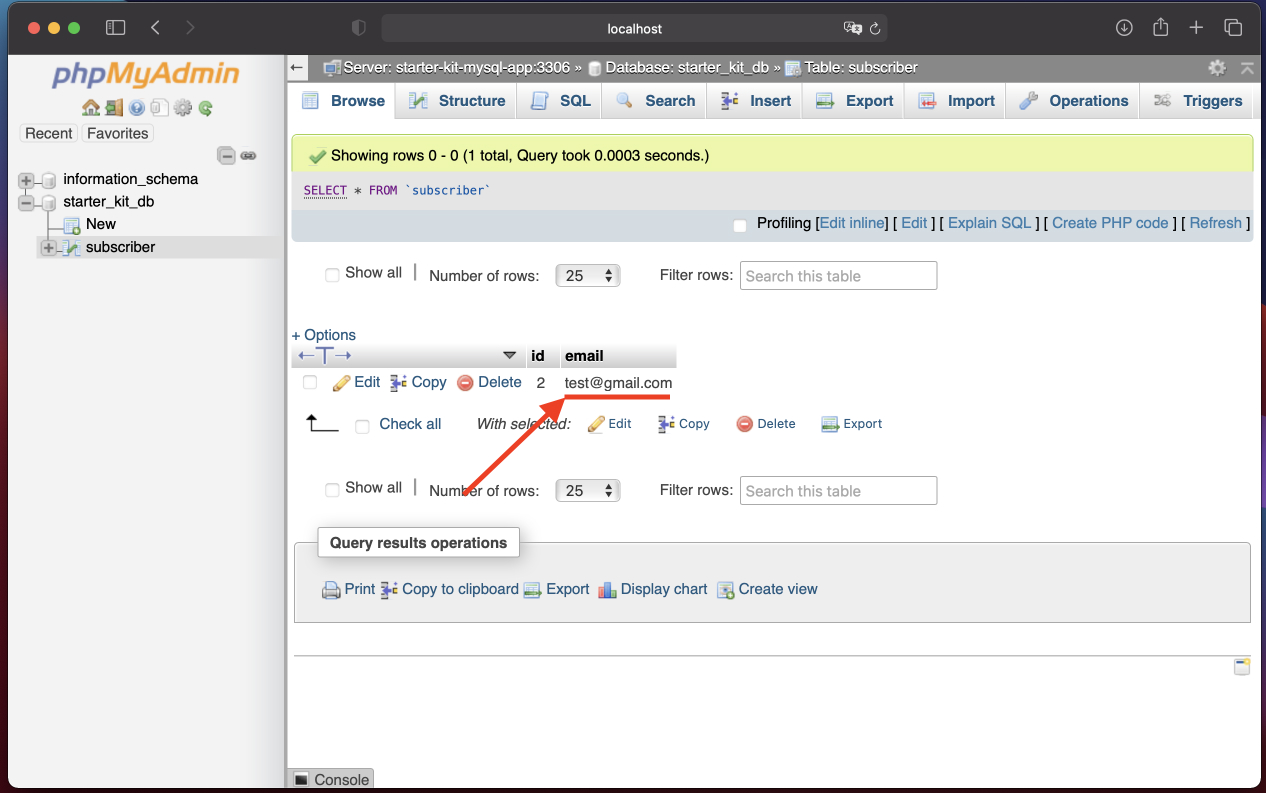 localhost
phpMyAdmin
Recent Favorites
information_schema
starter_kit_db
New
subscriber
Server: starter-kit-mysql-app:3306 » Database: starter_kit_db » Table: subscriber
Browse Structure SQL Search Insert Export Import Operations Triggers
Showing rows 0 - 0 (1 total, Query took 0.0003 seconds.)
SELECT * FROM `subscriber`
Profiling [Edit inline] [ Edit ] [ Explain SQL ] [ Create PHP code ] [ Refresh ]
Show all | Number of rows: 25 Filter rows: Search this table
+ Options
←T→ id email
Edit Copy Delete 2 test@gmail.com
Check all With selected: Edit Copy Delete Export
Show all | Number of rows: 25 Filter rows: Search this table
Query results operations
Print Copy to clipboard Export Display chart Create view
Console